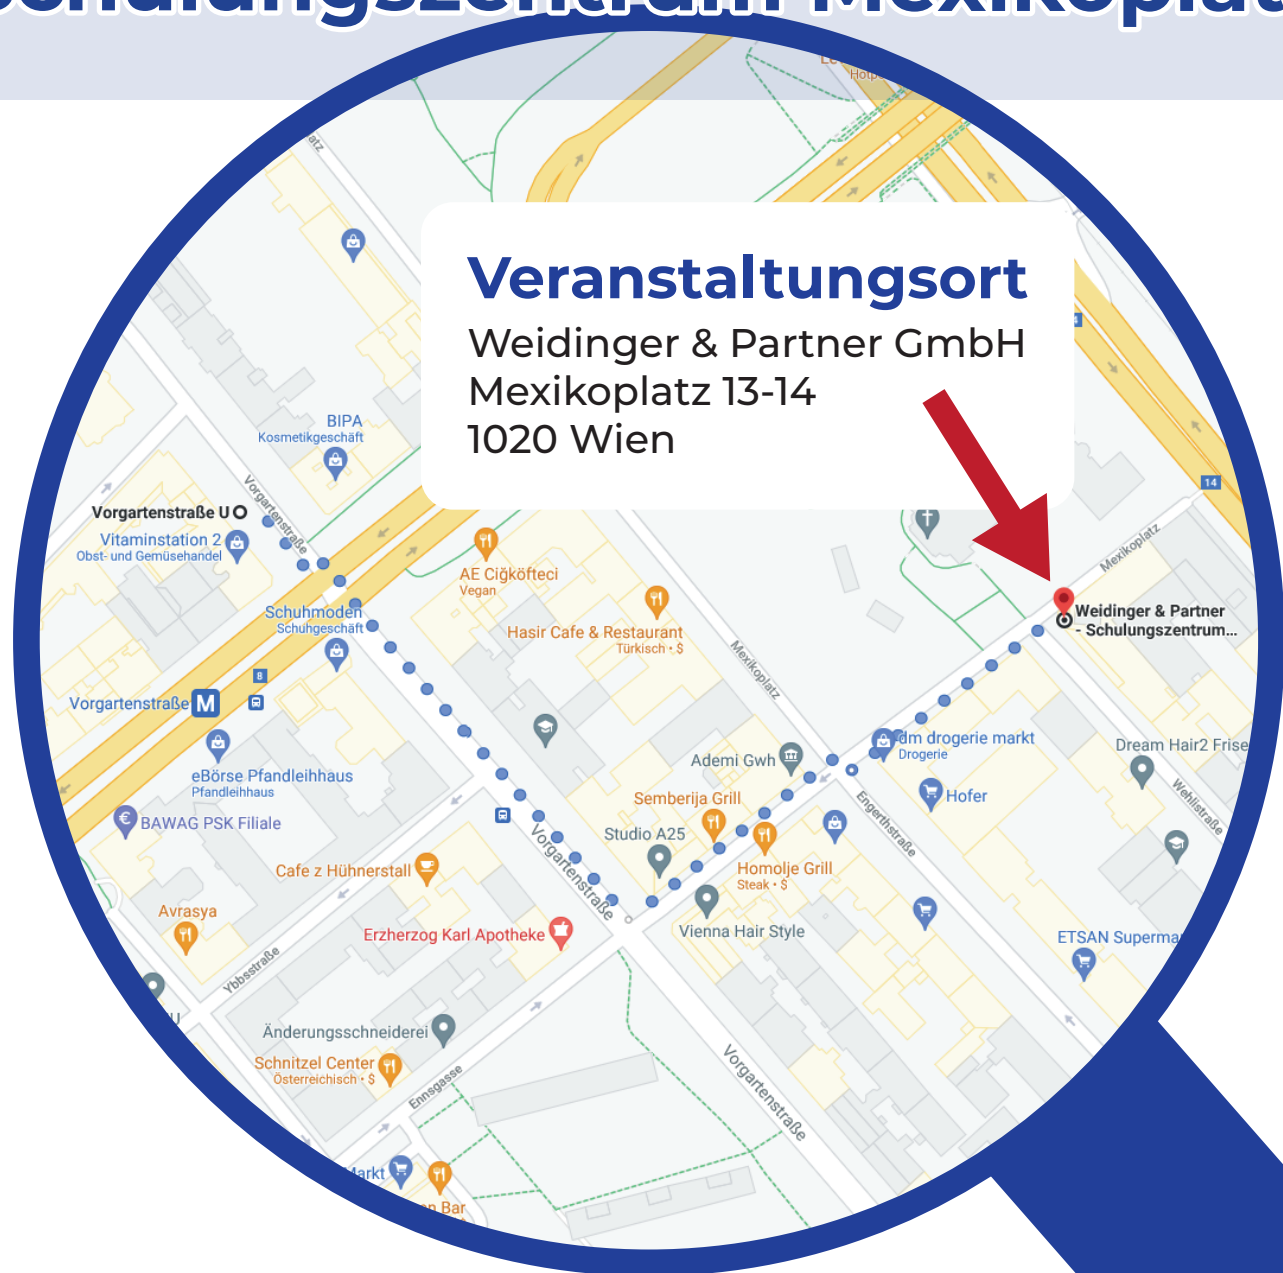 Schulungszentrum Mexikoplatz
Veranstaltungsort
Weidinger & Partner GmbH
Mexikoplatz 13-14
1020 Wien
BIPA
Kosmetikgeschäft
Vorgartenstraße
Vorgartenstraße U
Vitaminstation 2
Obst- und Gemüsehandel
14
Mexikoplatz
AE Ciğköfteci
Vegan
Schuhmoden
Schuhgeschäft
Hasir Cafe & Restaurant
Türkisch • $
Weidinger & Partner
- Schulungszentrum...
Mexikoplatz
8
Vorgartenstraße
M
dm drogerie markt
Drogerie
Dream Hair2 Frise
Ademi Gwh
eBörse Pfandleihhaus
Pfandleihhaus
Semberija Grill
Hofer
Wehlistraße
Engerthstraße
BAWAG PSK Filiale
Studio A25
Vorgartenstraße
Cafe z Hühnerstall
Homolje Grill
Steak • $
Avrasya
Vienna Hair Style
Erzherzog Karl Apotheke
ETSAN Superma
Ybbsstraße
U
Änderungsschneiderei
Schnitzel Center
Österreichisch • $
Ennsgasse
Vorgartenstraße
Markt
Bar